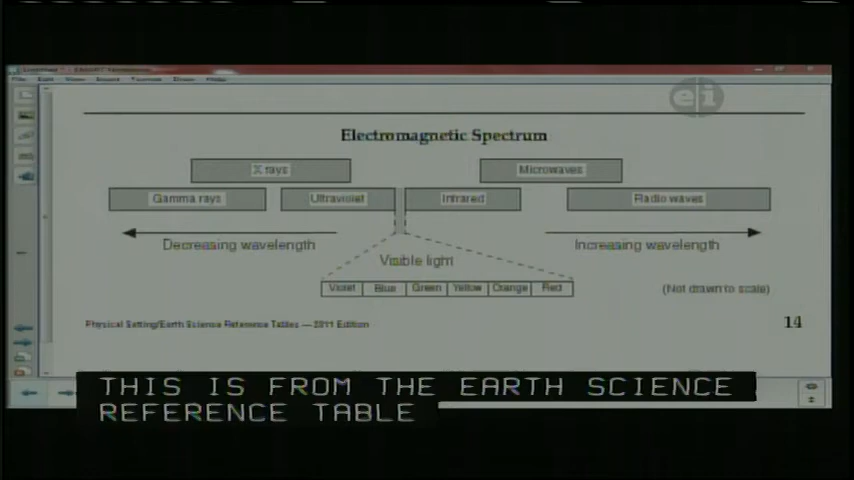 ei
Electromagnetic Spectrum
X rays
Microwaves
Gamma rays
Ultraviolet
Infrared
Radio waves
Decreasing wavelength
Increasing wavelength
Visible light
Violet Blue Green Yellow Orange Red
(Not drawn to scale)
Physical Setting/Earth Science Reference Tables — 2011 Edition
14
THIS IS FROM THE EARTH SCIENCE
REFERENCE TABLE